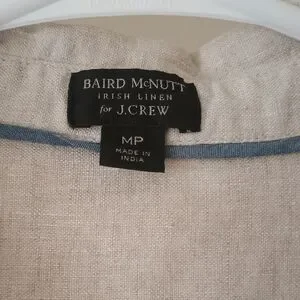 BAIRD McNUTT
IRISH LINEN
for J.CREW
MP
MADE IN
INDIA